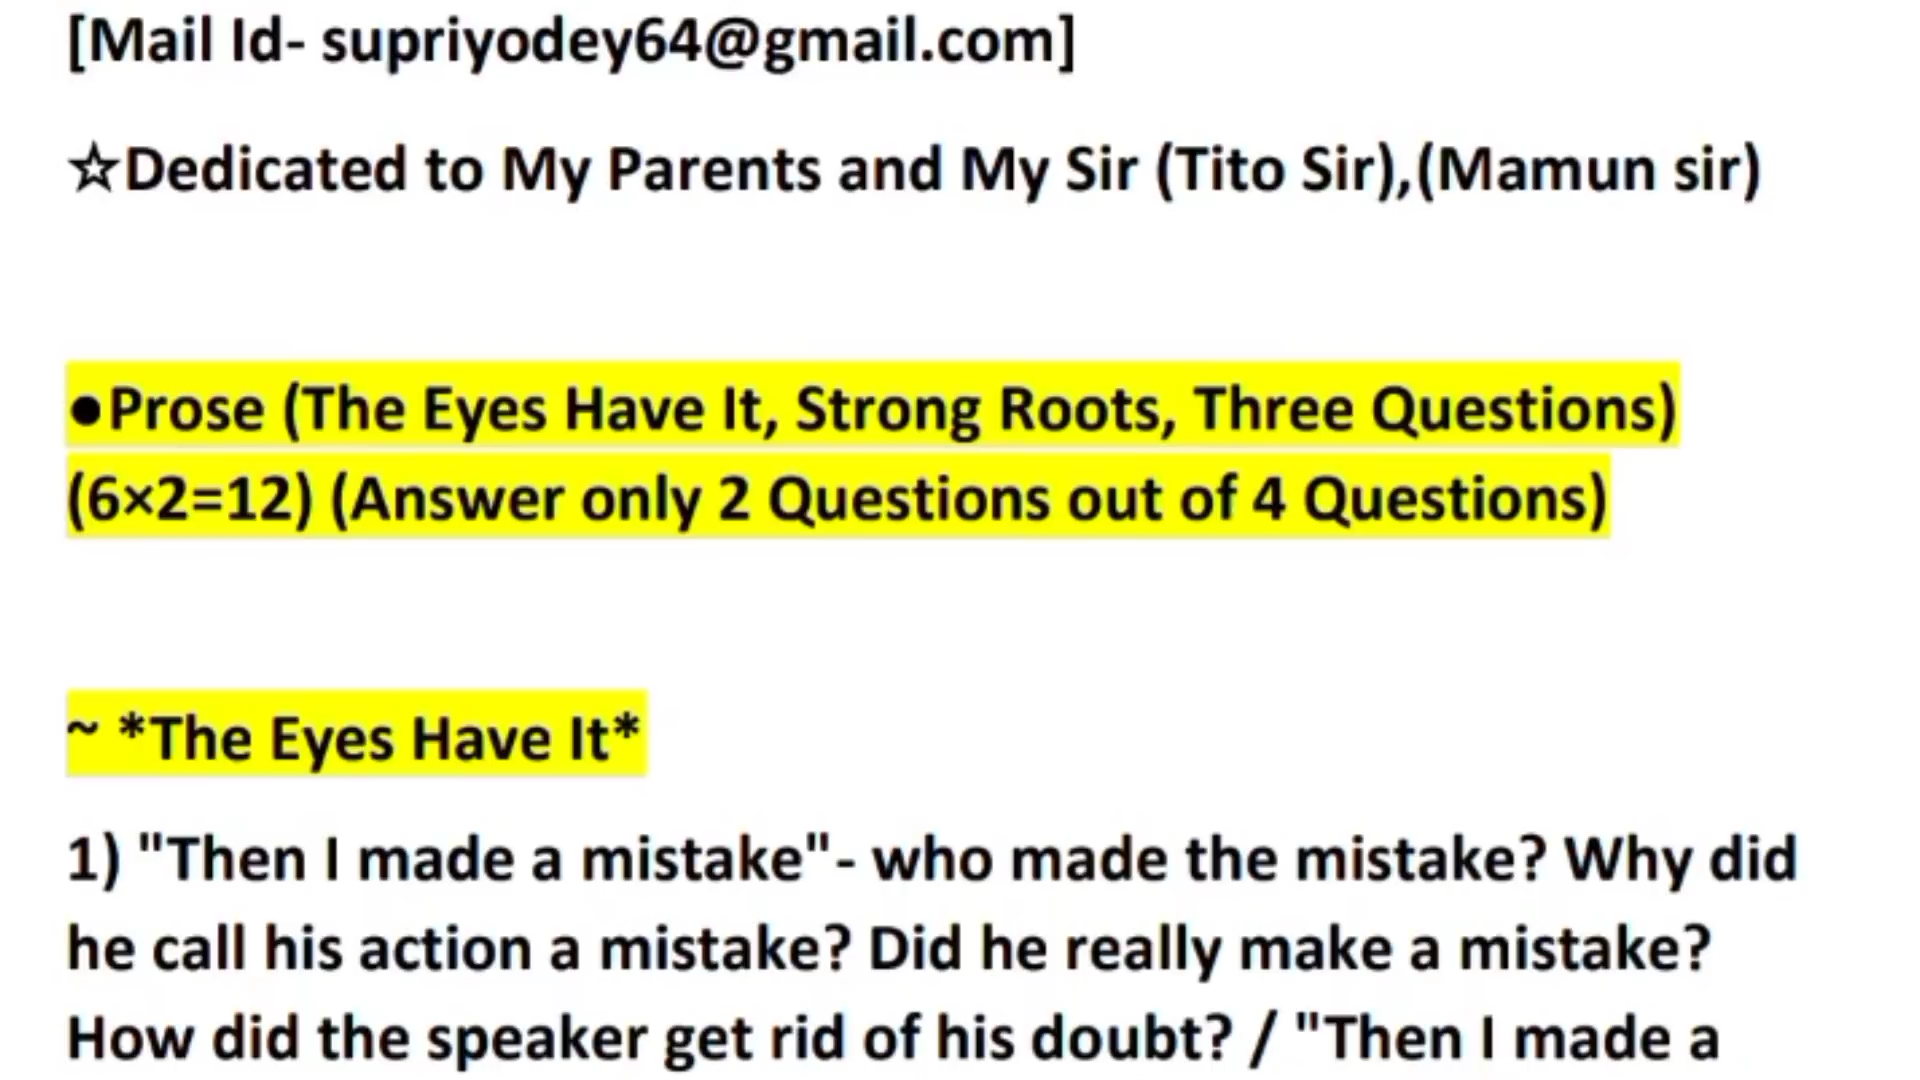 [Mail Id- supriyodey64@gmail.com]
☆Dedicated to My Parents and My Sir (Tito Sir),(Mamun sir)
●Prose (The Eyes Have It, Strong Roots, Three Questions)
(6×2=12) (Answer only 2 Questions out of 4 Questions)
~ *The Eyes Have It*
1) "Then I made a mistake"- who made the mistake? Why did
he call his action a mistake? Did he really make a mistake?
How did the speaker get rid of his doubt? / "Then I made a